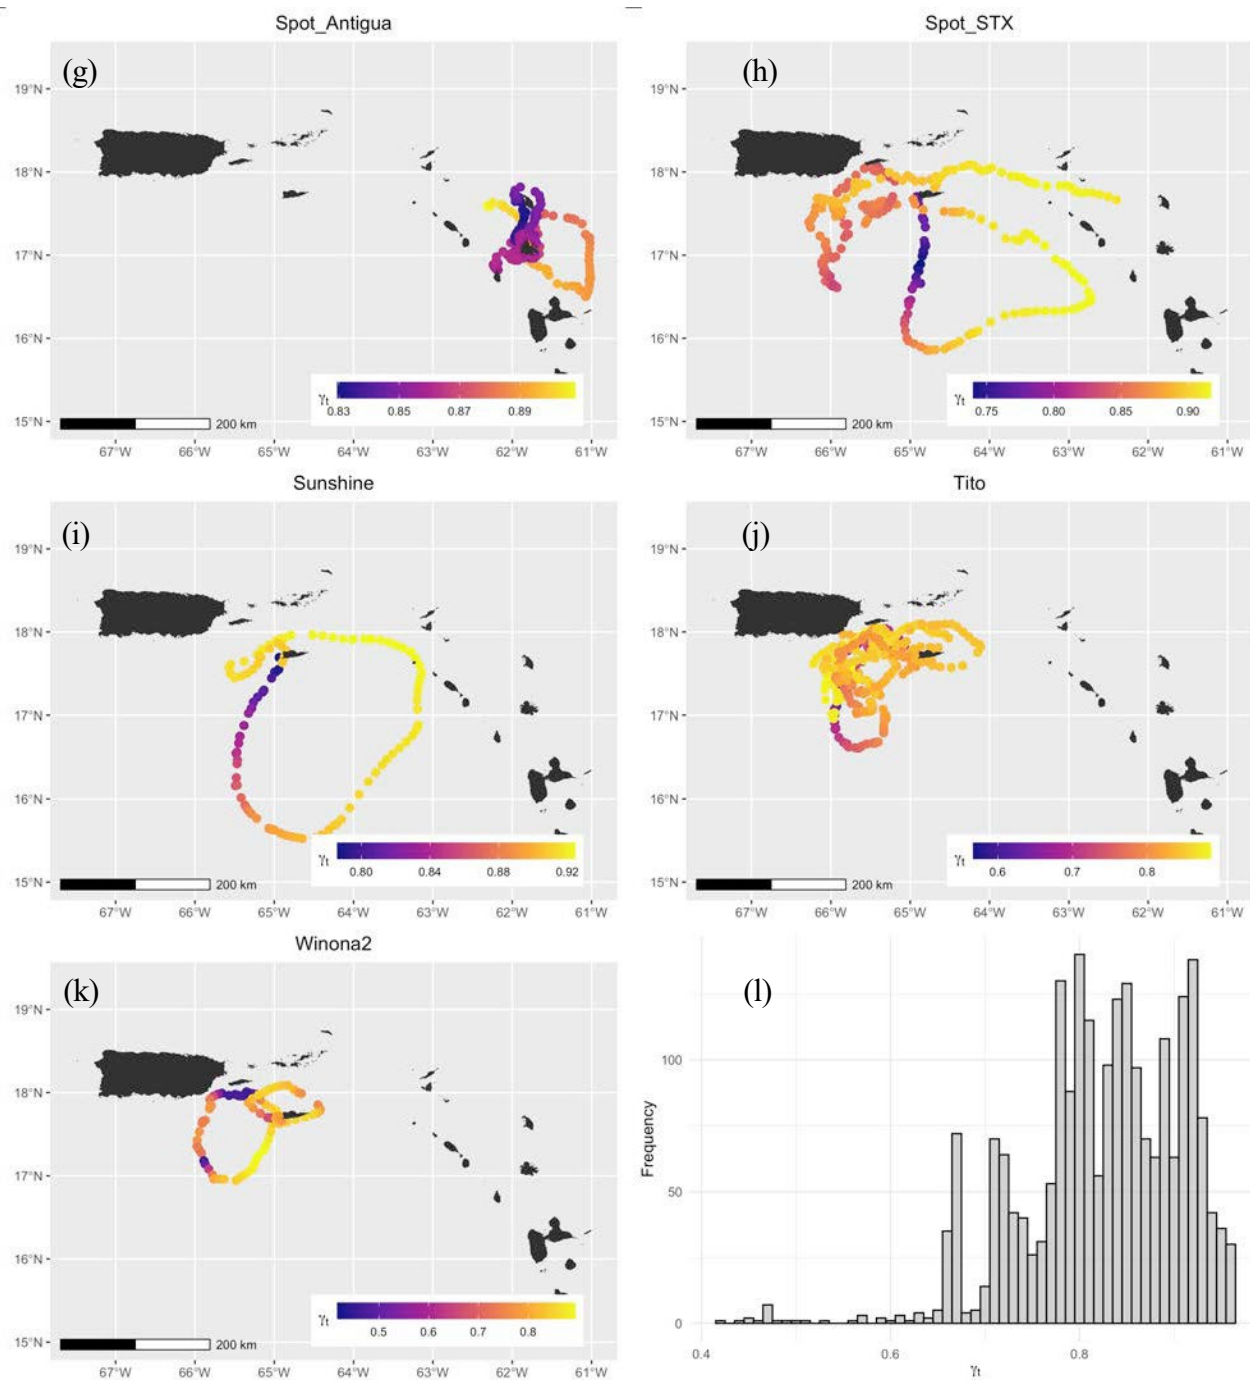 Spot_Antigua
(g)
19°N
18°N
17°N
16°N
15°N
γt
0.83 0.85 0.87 0.89
200 km
67°W 66°W 65°W 64°W 63°W 62°W 61°W
Spot_STX
(h)
19°N
18°N
17°N
16°N
15°N
γt
0.75 0.80 0.85 0.90
200 km
67°W 66°W 65°W 64°W 63°W 62°W 61°W
Sunshine
(i)
19°N
18°N
17°N
16°N
15°N
γt
0.80 0.84 0.88 0.92
200 km
67°W 66°W 65°W 64°W 63°W 62°W 61°W
Tito
(j)
19°N
18°N
17°N
16°N
15°N
γt
0.6 0.7 0.8
200 km
67°W 66°W 65°W 64°W 63°W 62°W 61°W
Winona2
(k)
19°N
18°N
17°N
16°N
15°N
γt
0.5 0.6 0.7 0.8
200 km
67°W 66°W 65°W 64°W 63°W 62°W 61°W
(l)
Frequency
100
50
0
0.4 0.6 0.8
γt